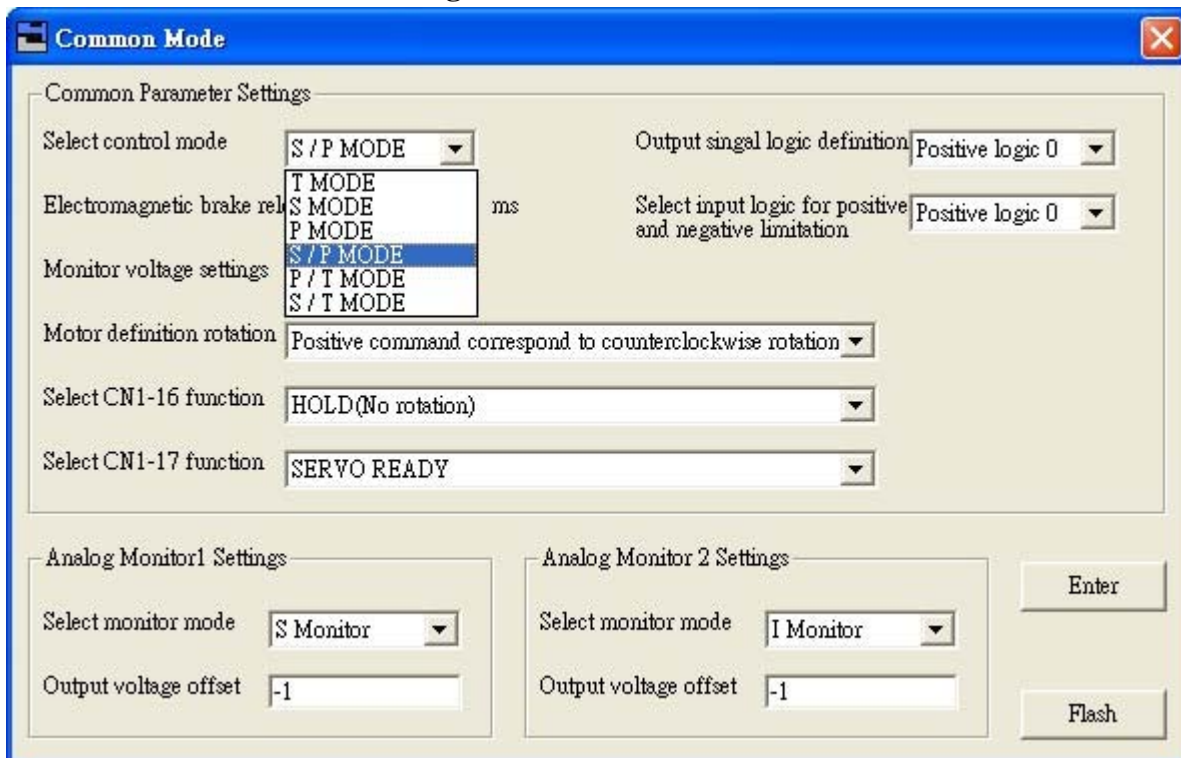 Common Mode
Common Parameter Settings
Select control mode
S / P MODE
Output singal logic definition
Positive logic 0
T MODE
S MODE
P MODE
S / P MODE
P / T MODE
S / T MODE
Electromagnetic brake rel
ms
Select input logic for positive
and negative limitation
Positive logic 0
Monitor voltage settings
Motor definition rotation
Positive command correspond to counterclockwise rotation
Select CN1-16 function
HOLD(No rotation)
Select CN1-17 function
SERVO READY
Analog Monitor1 Settings
Select monitor mode
S Monitor
Output voltage offset
-1
Analog Monitor 2 Settings
Select monitor mode
I Monitor
Output voltage offset
-1
Enter
Flash